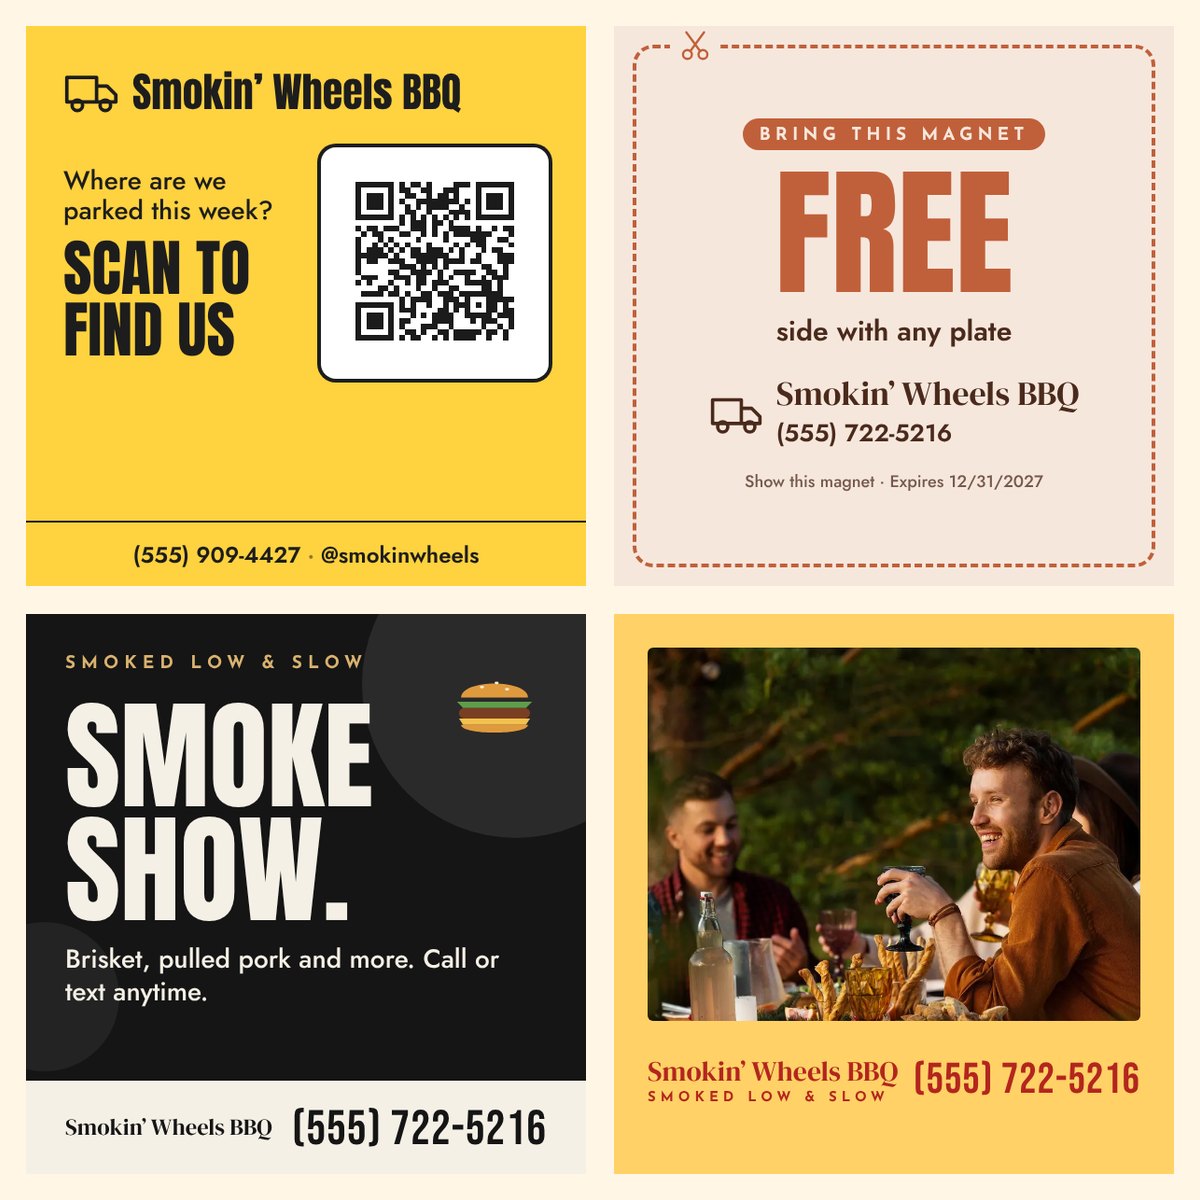 Smokin’ Wheels BBQ
Where are we
parked this week?
SCAN TO
FIND US
(555) 909-4427 · @smokinwheels
BRING THIS MAGNET
FREE
side with any plate
Smokin’ Wheels BBQ
(555) 722-5216
Show this magnet · Expires 12/31/2027
SMOKED LOW & SLOW
SMOKE
SHOW.
Brisket, pulled pork and more. Call or
text anytime.
Smokin’ Wheels BBQ (555) 722-5216
Smokin’ Wheels BBQ (555) 722-5216
SMOKED LOW & SLOW